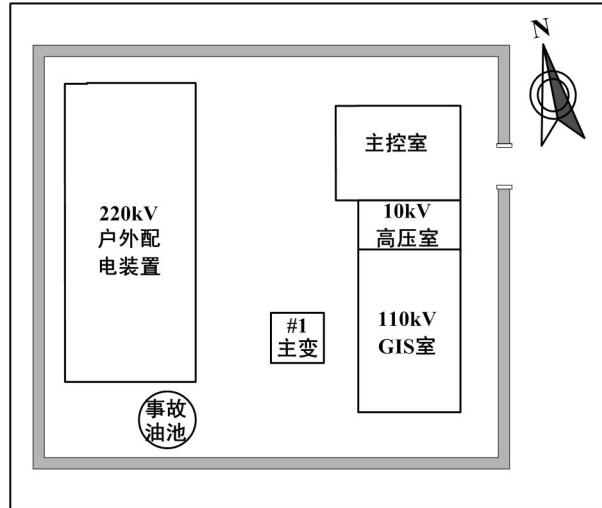 N
主控室
220kV
户外配
电装置
10kV
高压室
#1
主变
110kV
GIS室
事故
油池